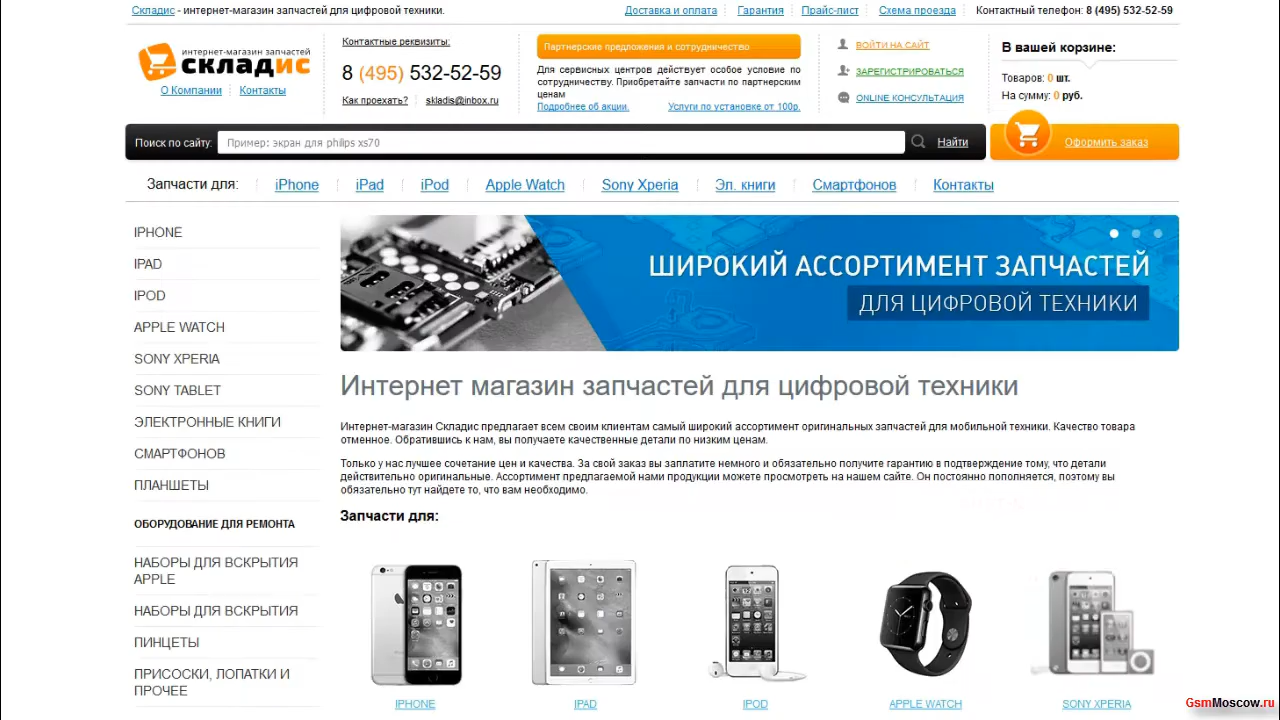 Складис - интернет-магазин запчастей для цифровой техники.
Доставка и оплата
Гарантия
Прайс-лист
Схема проезда
Контактный телефон: 8 (495) 532-52-59
интернет-магазин запчастей
складис
О Компании
Контакты
Контактные реквизиты:
8 (495) 532-52-59
Как проехать?
skladis@inbox.ru
Партнерские предложения и сотрудничество
Для сервисных центров действует особое условие по
сотрудничеству. Приобретайте запчасти по партнерским
ценам
Подробнее об акции.
Услуги по установке от 100р.
ВОЙТИ НА САЙТ
ЗАРЕГИСТРИРОВАТЬСЯ
ONLINE КОНСУЛЬТАЦИЯ
В вашей корзине:
Товаров: 0 шт.
На сумму: 0 руб.
Поиск по сайту:
Пример: экран для philips xs70
Найти
Оформить заказ
Запчасти для:
iPhone
iPad
iPod
Apple Watch
Sony Xperia
Эл. книги
Смартфонов
Контакты
IPHONE
IPAD
IPOD
APPLE WATCH
SONY XPERIA
SONY TABLET
ЭЛЕКТРОННЫЕ КНИГИ
СМАРТФОНОВ
ПЛАНШЕТЫ
ОБОРУДОВАНИЕ ДЛЯ РЕМОНТА
НАБОРЫ ДЛЯ ВСКРЫТИЯ
APPLE
НАБОРЫ ДЛЯ ВСКРЫТИЯ
ПИНЦЕТЫ
ПРИСОСКИ, ЛОПАТКИ И
ПРОЧЕЕ
ШИРОКИЙ АССОРТИМЕНТ ЗАПЧАСТЕЙ
ДЛЯ ЦИФРОВОЙ ТЕХНИКИ
Интернет магазин запчастей для цифровой техники
Интернет-магазин Складис предлагает всем своим клиентам самый широкий ассортимент оригинальных запчастей для мобильной техники. Качество товара
отменное. Обратившись к нам, вы получаете качественные детали по низким ценам.
Только у нас лучшее сочетание цен и качества. За свой заказ вы заплатите немного и обязательно получите гарантию в подтверждение тому, что детали
действительно оригинальные. Ассортимент предлагаемой нами продукции можете просмотреть на нашем сайте. Он постоянно пополняется, поэтому вы
обязательно тут найдете то, что вам необходимо.
Запчасти для:
IPHONE
IPAD
IPOD
APPLE WATCH
SONY XPERIA
GsmMoscow.ru